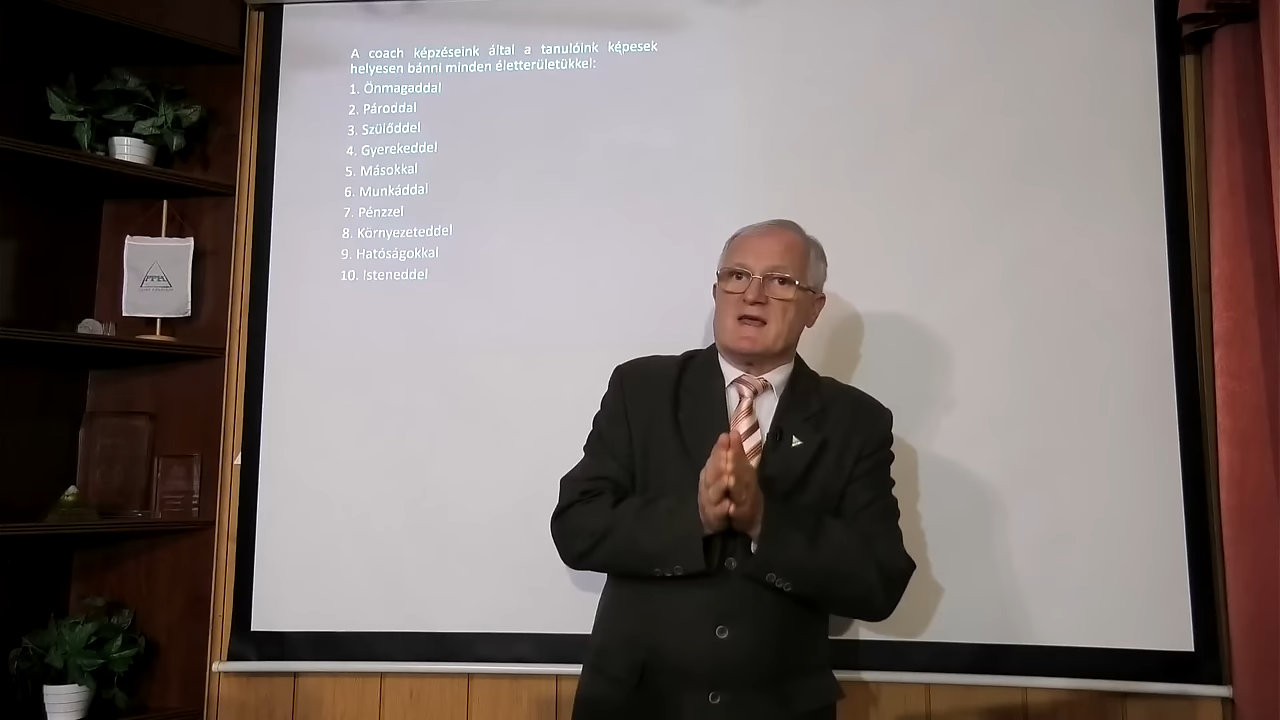 A coach képzéseink által a tanulóink képesek
helyesen bánni minden életterületükkel:
1. Önmagaddal
2. Pároddal
3. Szülőddel
4. Gyerekeddel
5. Másokkal
6. Munkáddal
7. Pénzzel
8. Környezeteddel
9. Hatóságokkal
10. Isteneddel